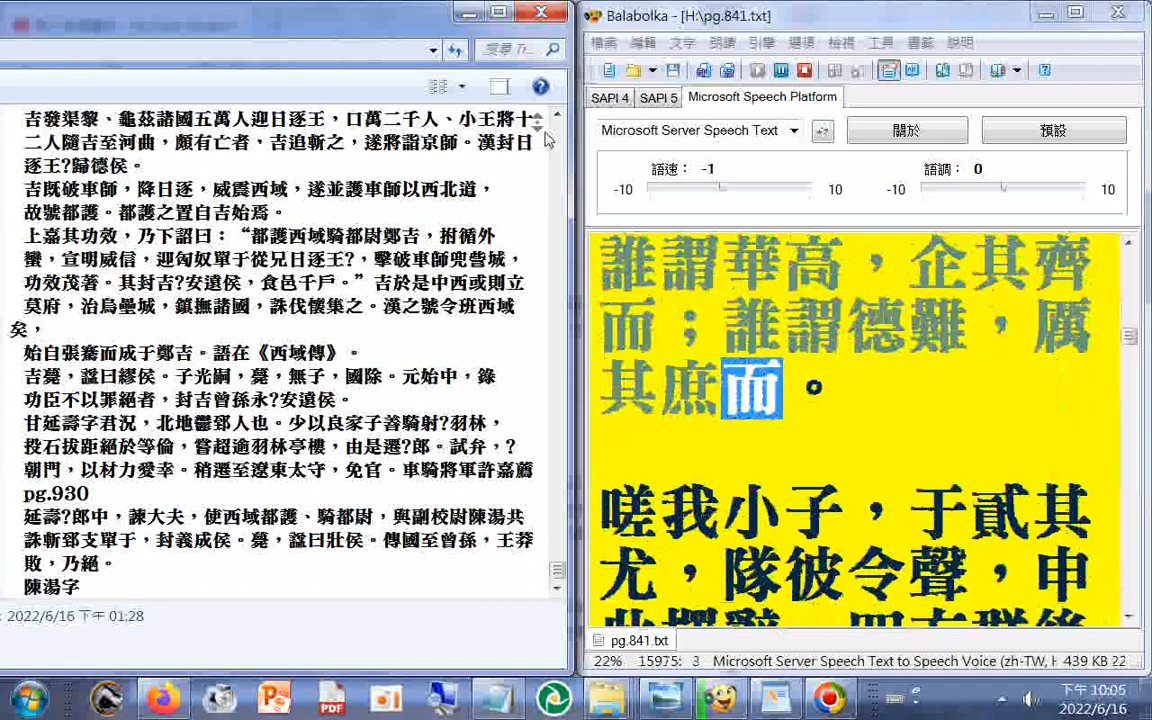 搜尋 Ti...
吉發渠黎、龜茲諸國五萬人迎日逐王，口萬二千人、小王將十
二人隨吉至河曲，頗有亡者，吉追斬之，遂將詣京師。漢封日
逐王?歸德侯。
吉既破車師，降日逐，威震西域，遂並護車師以西北道，
故號都護。都護之置自吉始焉。
上嘉其功效，乃下詔曰：“都護西域騎都尉鄭吉，拊循外
蠻，宣明威信，迎匈奴單于從兄日逐王?，擊破車師兜訾城，
功效茂著。其封吉?安遠侯，食邑千戶。”吉於是中西或則立
莫府，治烏壘城，鎮撫諸國，誅伐懷集之。漢之號令班西域
矣，
始自張騫而成于鄭吉。語在《西域傳》。
吉薨，謚曰繆侯。子光嗣，薨，無子，國除。元始中，錄
功臣不以罪絕者，封吉曾孫永?安遠侯。
甘延壽字君況，北地鬱郅人也。少以良家子善騎射?羽林，
投石拔距絕於等倫，嘗超逾羽林亭樓，由是遷?郎。試弁，?
朝門，以材力愛幸。稍遷至遼東太守，免官。車騎將軍許嘉薦
pg.930
延壽?郎中，諫大夫，使西域都護、騎都尉，與副校尉陳湯共
誅斬郅支單于，封義成侯。薨，謚曰壯侯。傳國至曾孫，王莽
敗，乃絕。
陳湯字
2022/6/16 下午 01:28
Balabolka - [H:\pg.841.txt]
檔案 編輯 文字 朗讀 引擎 選項 檢視 工具 書籤 說明
SAPI 4 SAPI 5 Microsoft Speech Platform
Microsoft Server Speech Text 關於 預設
語速： -1 語調： 0
-10 10 -10 10
誰謂華高，企其齊
而；誰謂德難，厲
其庶而。
嗟我小子，于貳其
尤，隊彼令聲，申
pg.841.txt
22% 15975: 3 Microsoft Server Speech Text to Speech Voice (zh-TW, H 439 KB 22
下午 10:05
2022/6/16